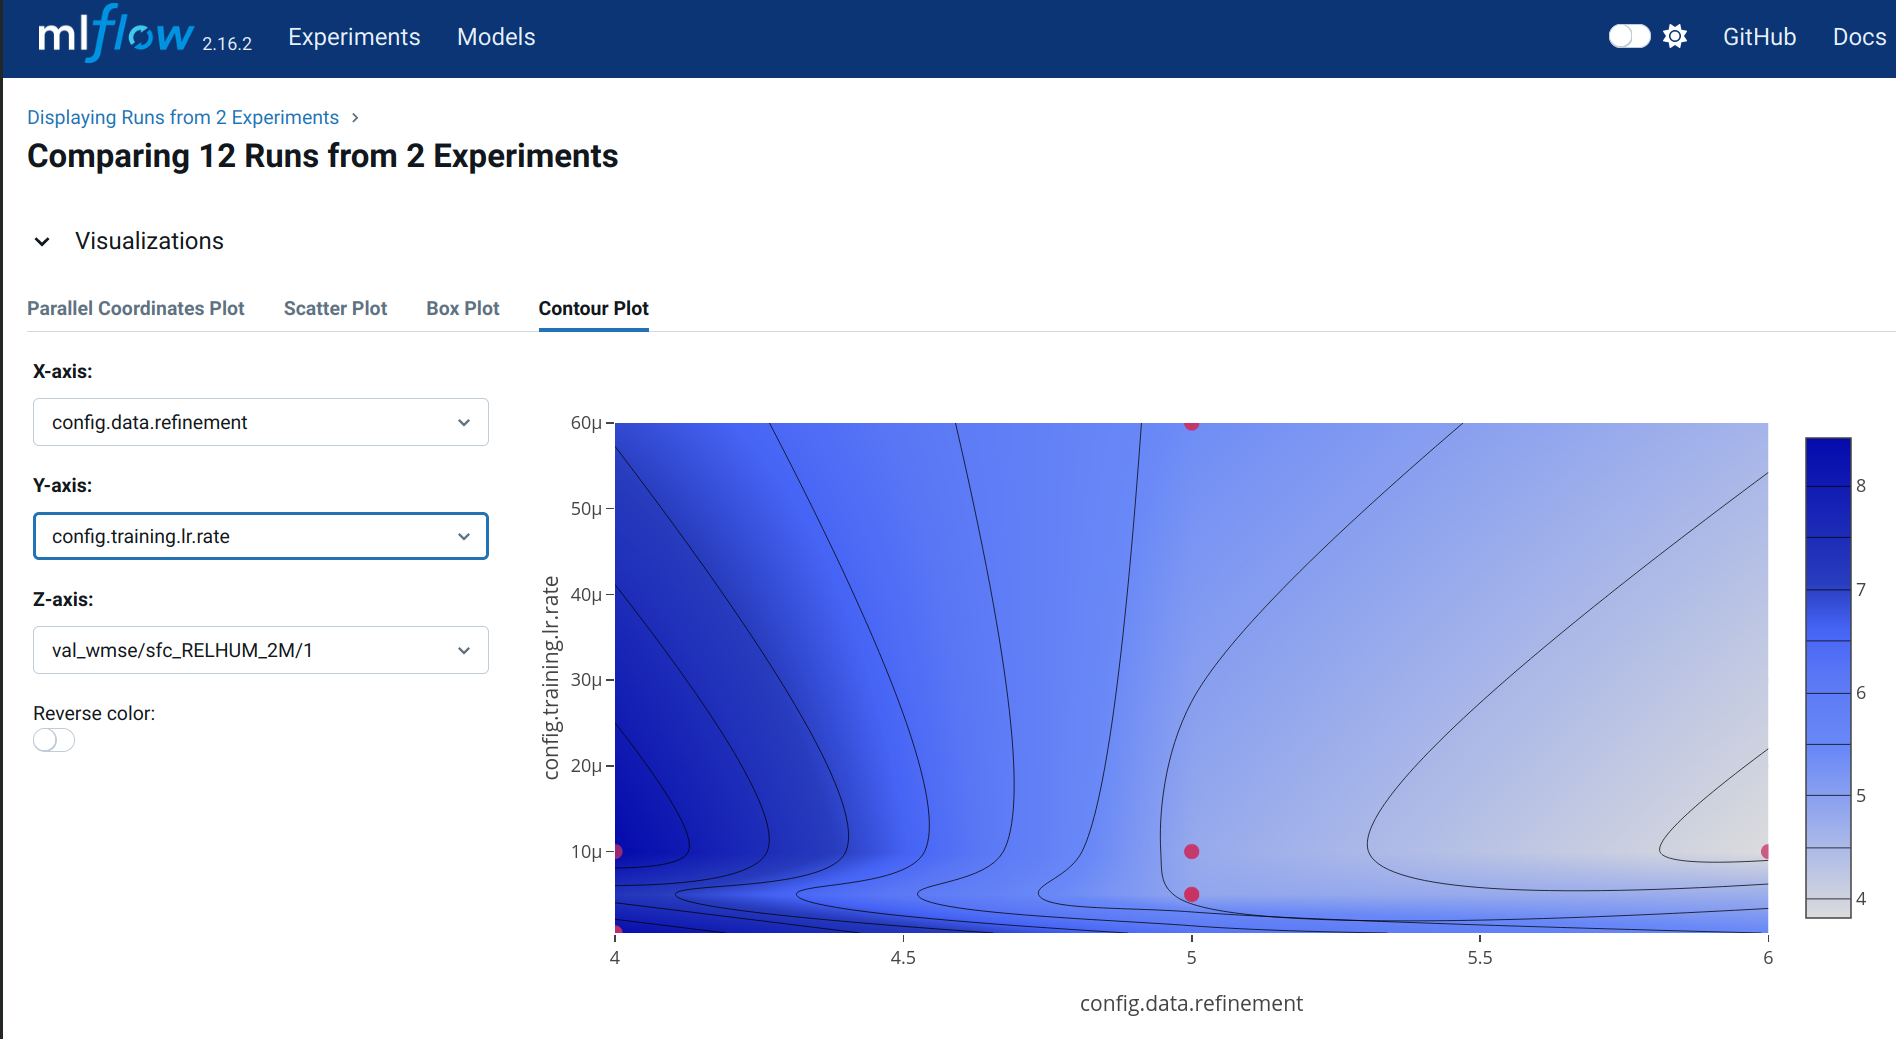 mlflow 2.16.2 Experiments Models GitHub Docs
Displaying Runs from 2 Experiments
Comparing 12 Runs from 2 Experiments
Visualizations
Parallel Coordinates Plot Scatter Plot Box Plot Contour Plot
X-axis:
config.data.refinement
Y-axis:
config.training.lr.rate
Z-axis:
val_wmse/sfc_RELHUM_2M/1
Reverse color:
config.training.lr.rate
60μ
50μ
40μ
30μ
20μ
10μ
4 4.5 5 5.5 6
config.data.refinement
8
7
6
5
4